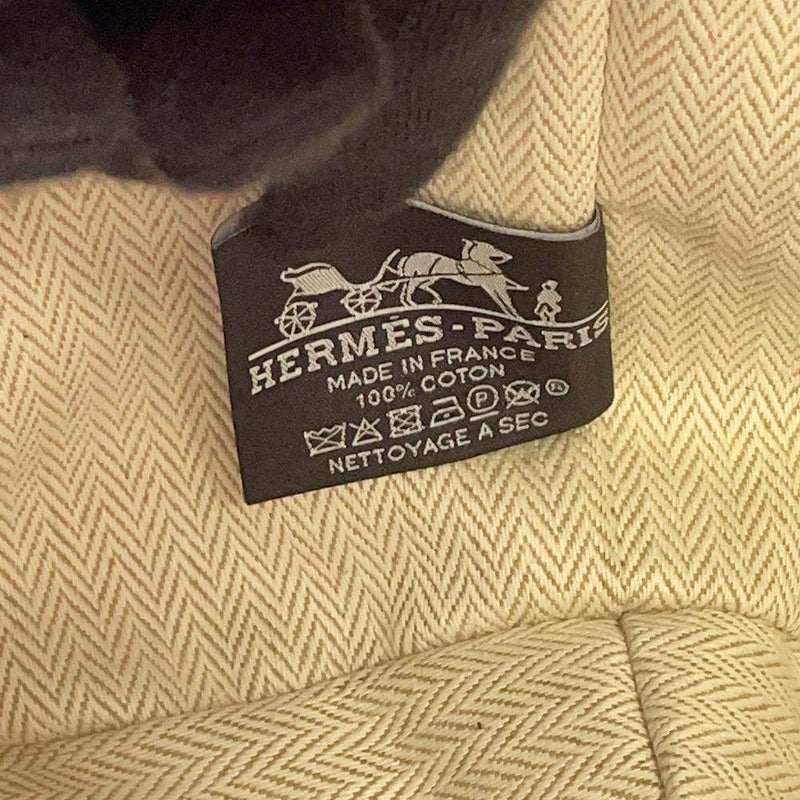 HERMÈS-PARIS
MADE IN FRANCE
100% COTON
P
NETTOYAGE A SEC